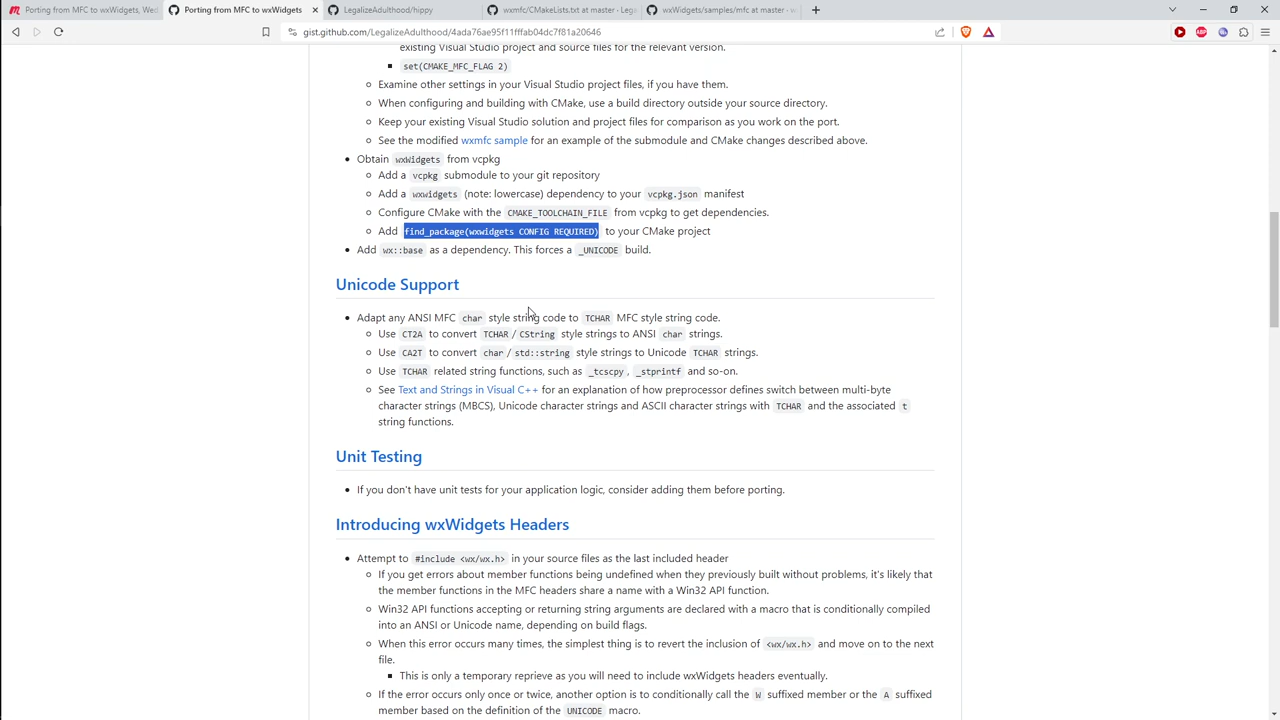 Porting from MFC to wxWidgets, Wed
Porting from MFC to wxWidgets
LegalizeAdulthood/hippy
wxmfc/CMakeLists.txt at master · Leg
wxWidgets/samples/mfc at master · w
gist.github.com/LegalizeAdulthood/4ada76ae95f11fffab04dc7f81a20646
existing Visual Studio project and source files for the relevant version.
set(CMAKE_MFC_FLAG 2)
Examine other settings in your Visual Studio project files, if you have them.
When configuring and building with CMake, use a build directory outside your source directory.
Keep your existing Visual Studio solution and project files for comparison as you work on the port.
See the modified wxmfc sample for an example of the submodule and CMake changes described above.
Obtain wxWidgets from vcpkg
Add a vcpkg submodule to your git repository
Add a wxwidgets (note: lowercase) dependency to your vcpkg.json manifest
Configure CMake with the CMAKE_TOOLCHAIN_FILE from vcpkg to get dependencies.
Add find_package(wxwidgets CONFIG REQUIRED) to your CMake project
Add wx::base as a dependency. This forces a _UNICODE build.
Unicode Support
Adapt any ANSI MFC char style string code to TCHAR MFC style string code.
Use CT2A to convert TCHAR / CString style strings to ANSI char strings.
Use CA2T to convert char / std::string style strings to Unicode TCHAR strings.
Use TCHAR related string functions, such as _tcscpy, _stprintf and so-on.
See Text and Strings in Visual C++ for an explanation of how preprocessor defines switch between multi-byte
character strings (MBCS), Unicode character strings and ASCII character strings with TCHAR and the associated t
string functions.
Unit Testing
If you don't have unit tests for your application logic, consider adding them before porting.
Introducing wxWidgets Headers
Attempt to #include <wx/wx.h> in your source files as the last included header
If you get errors about member functions being undefined when they previously built without problems, it's likely that
the member functions in the MFC headers share a name with a Win32 API function.
Win32 API functions accepting or returning string arguments are declared with a macro that is conditionally compiled
into an ANSI or Unicode name, depending on build flags.
When this error occurs many times, the simplest thing is to revert the inclusion of <wx/wx.h> and move on to the next
file.
This is only a temporary reprieve as you will need to include wxWidgets headers eventually.
If the error occurs only once or twice, another option is to conditionally call the W suffixed member or the A suffixed
member based on the definition of the UNICODE macro.